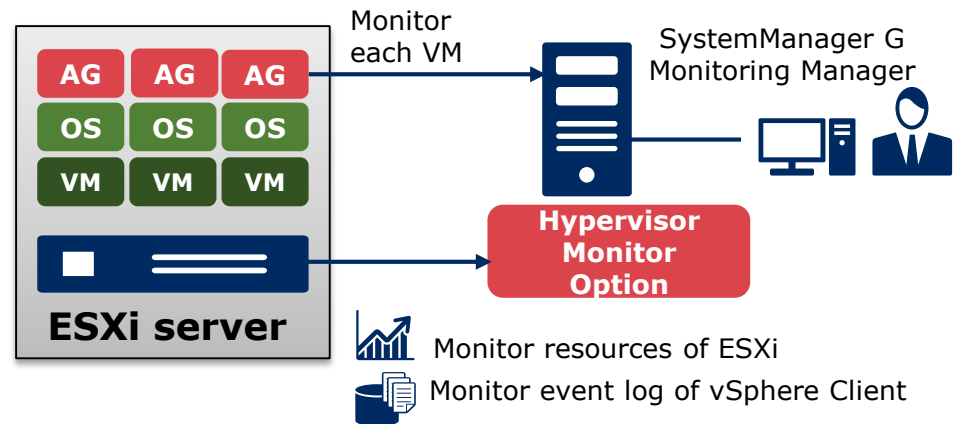 Monitor
each VM
SystemManager G
Monitoring Manager
AG AG AG
OS OS OS
VM VM VM
Hypervisor
Monitor
Option
ESXi server
Monitor resources of ESXi
Monitor event log of vSphere Client